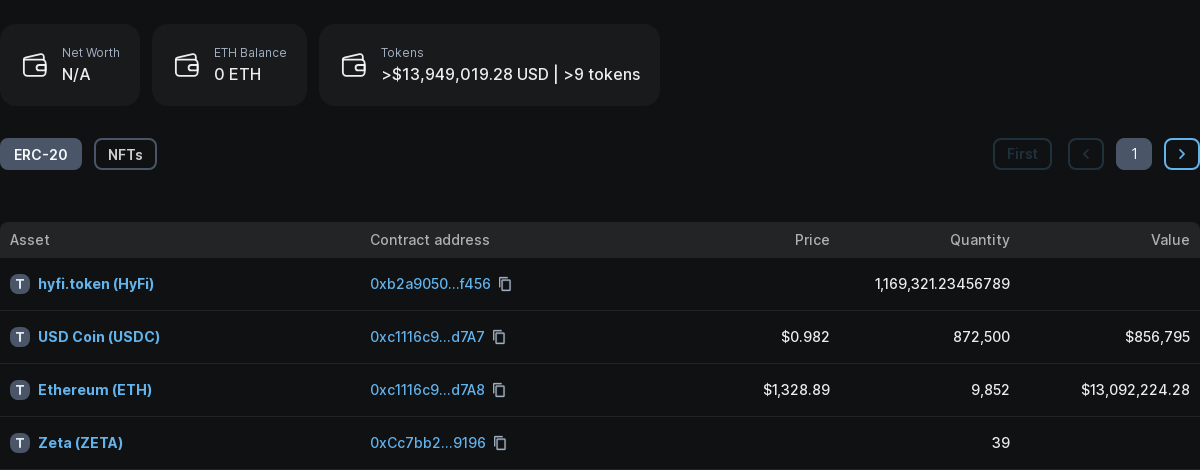 Net Worth
N/A
ETH Balance
0 ETH
Tokens
>$13,949,019.28 USD | >9 tokens
ERC-20 NFTs First 1
Asset Contract address Price Quantity Value
T hyfi.token (HyFi) 0xb2a9050...f456 1,169,321.23456789
T USD Coin (USDC) 0xc1116c9...d7A7 $0.982 872,500 $856,795
T Ethereum (ETH) 0xc1116c9...d7A8 $1,328.89 9,852 $13,092,224.28
T Zeta (ZETA) 0xCc7bb2...9196 39